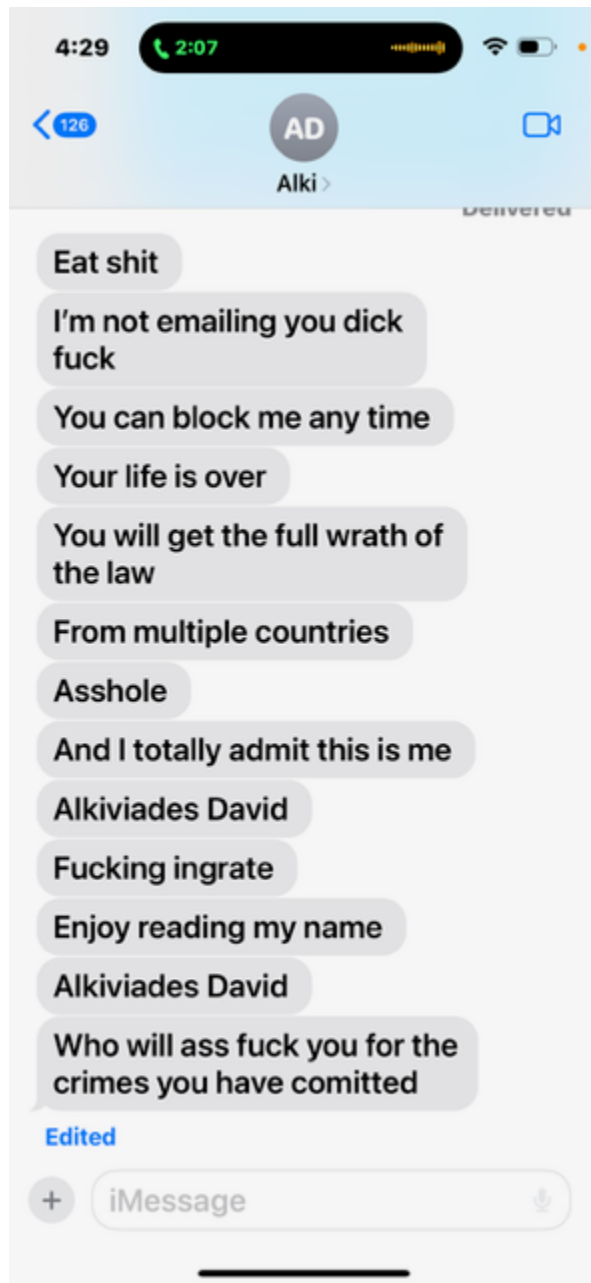 4:29
2:07
126
AD
Alki
Delivered
Eat shit
I'm not emailing you dick
fuck
You can block me any time
Your life is over
You will get the full wrath of
the law
From multiple countries
Asshole
And I totally admit this is me
Alkiviades David
Fucking ingrate
Enjoy reading my name
Alkiviades David
Who will ass fuck you for the
crimes you have comitted
Edited
iMessage